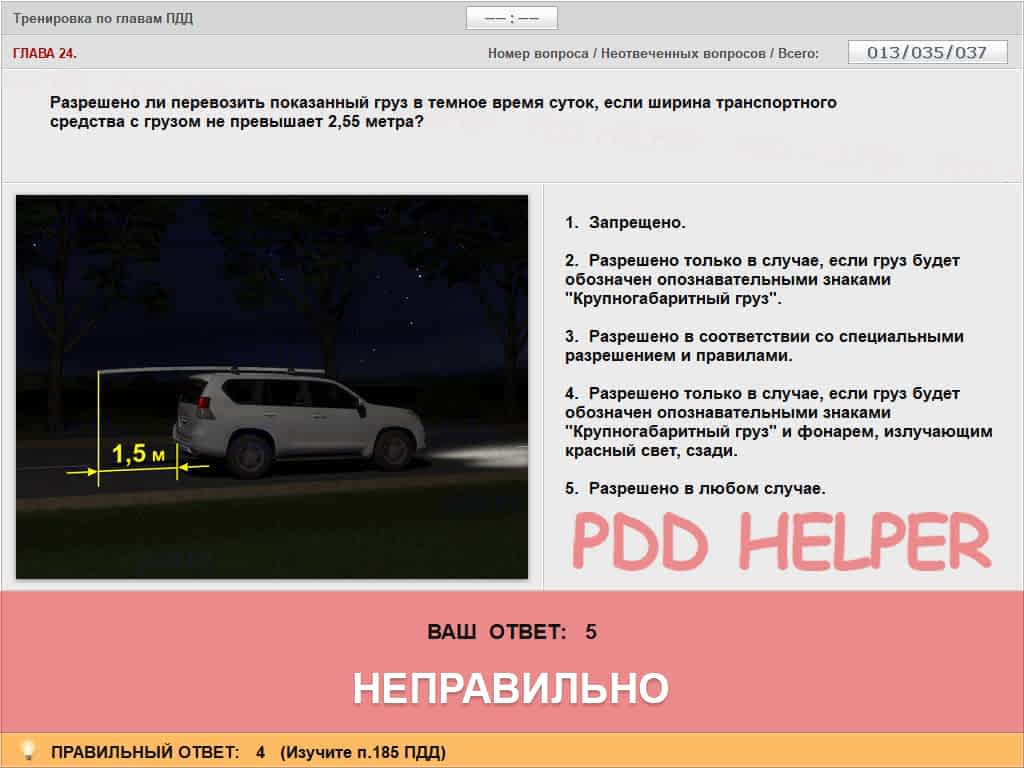 Тренировка по главам ПДД
—— : ——
ГЛАВА 24.
Номер вопроса / Неотвеченных вопросов / Всего:
013/035/037
Разрешено ли перевозить показанный груз в темное время суток, если ширина транспортного
средства с грузом не превышает 2,55 метра?
1,5 м
1. Запрещено.
2. Разрешено только в случае, если груз будет
обозначен опознавательными знаками
"Крупногабаритный груз".
3. Разрешено в соответствии со специальными
разрешением и правилами.
4. Разрешено только в случае, если груз будет
обозначен опознавательными знаками
"Крупногабаритный груз" и фонарем, излучающим
красный свет, сзади.
5. Разрешено в любом случае.
PDD HELPER
ВАШ ОТВЕТ: 5
НЕПРАВИЛЬНО
ПРАВИЛЬНЫЙ ОТВЕТ: 4 (Изучите п.185 ПДД)